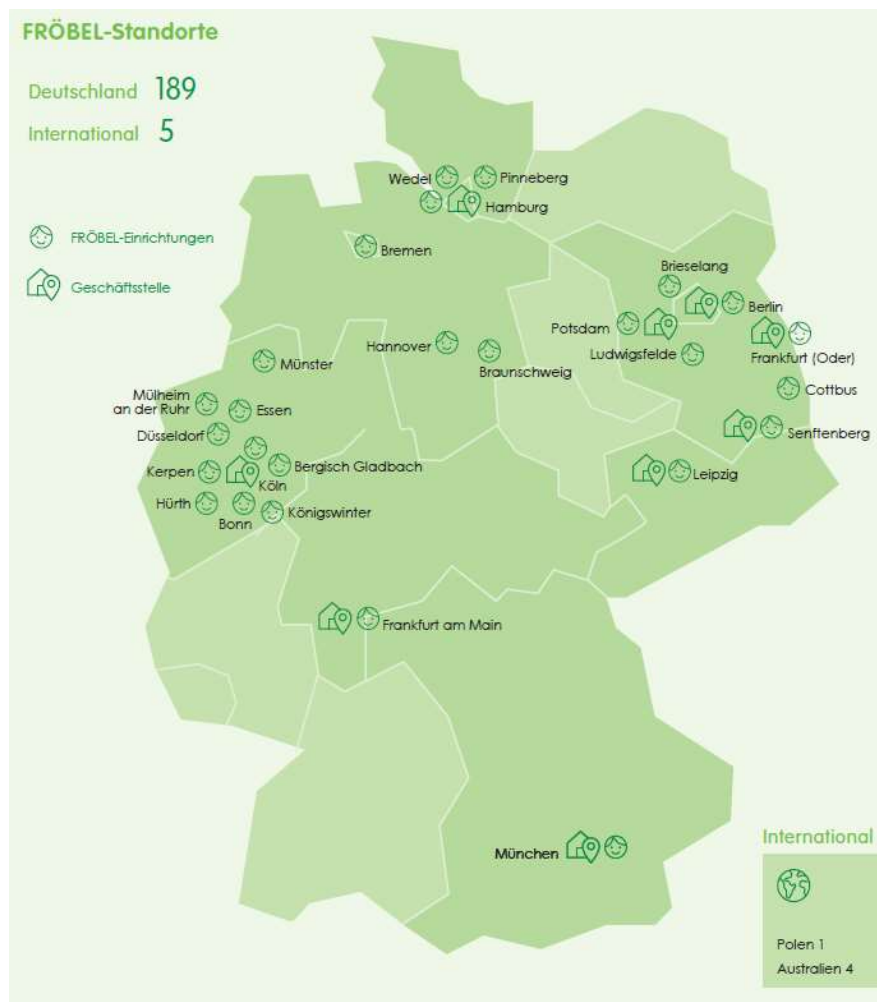 FRÖBEL-Standorte
Deutschland 189
International 5
FRÖBEL-Einrichtungen
Geschäftsstelle
Wedel
Pinneberg
Hamburg
Bremen
Brieselang
Berlin
Potsdam
Frankfurt (Oder)
Ludwigsfelde
Hannover
Braunschweig
Münster
Cottbus
Mülheim
an der Ruhr
Essen
Düsseldorf
Senftenberg
Bergisch Gladbach
Kerpen
Köln
Leipzig
Hürth
Bonn
Königswinter
Frankfurt am Main
München
International
Polen 1
Australien 4